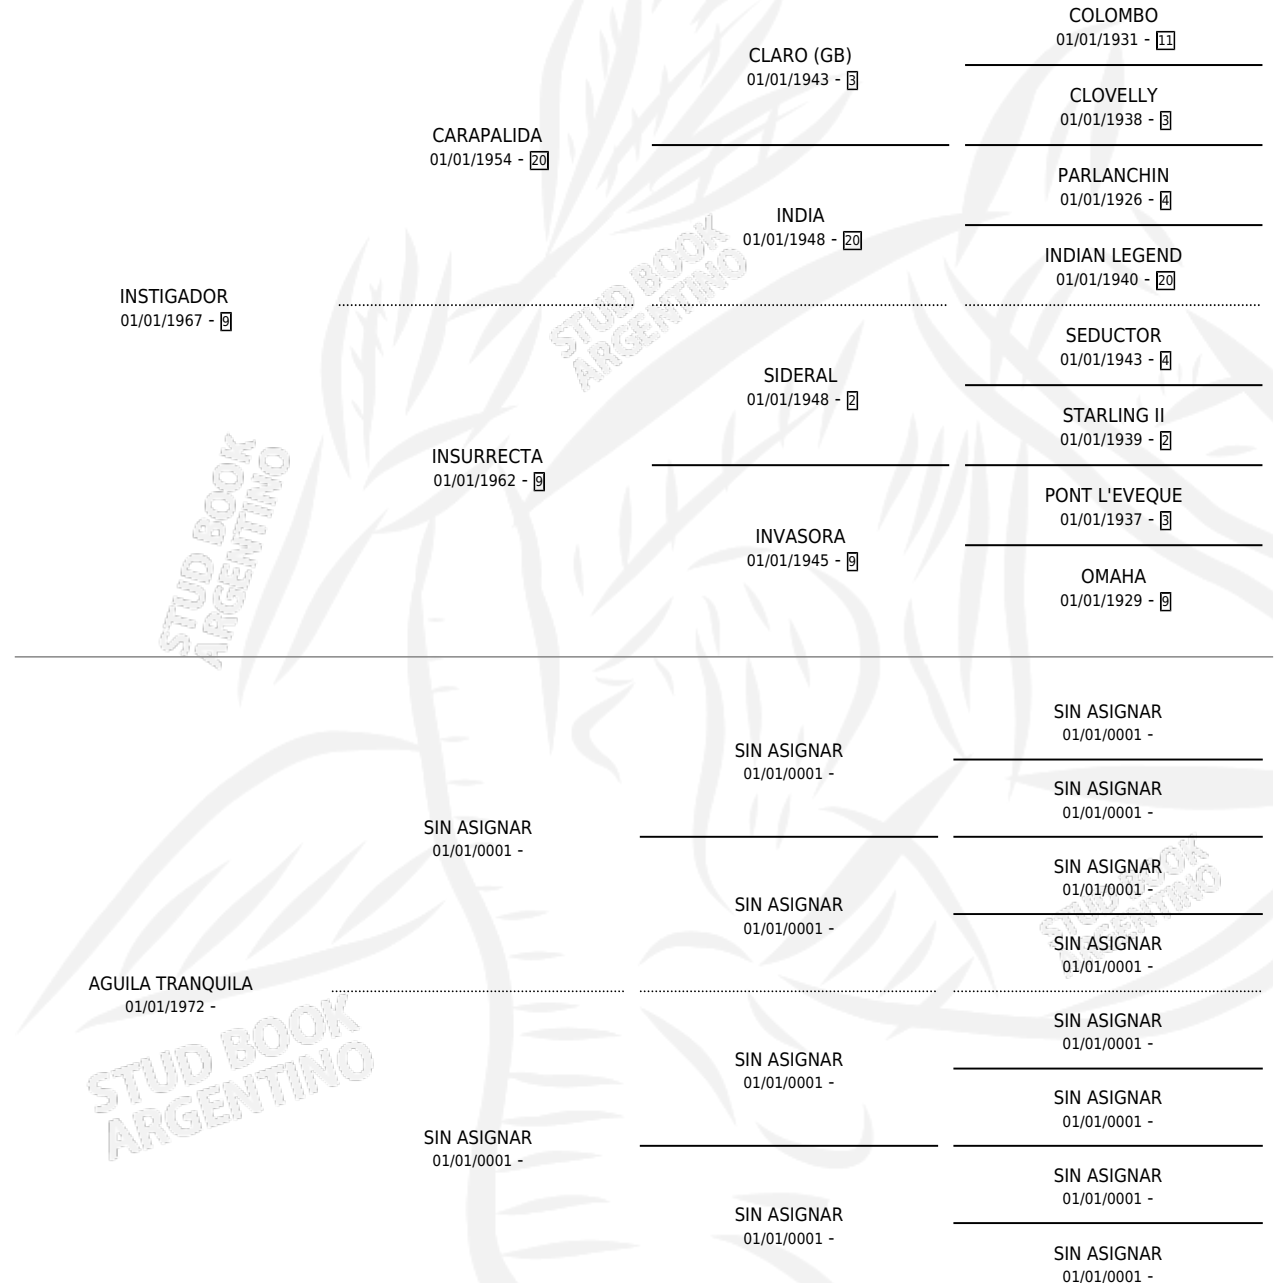 COLOMBO
01/01/1931 - 11
CLARO (GB)
01/01/1943 - 3
CLOVELLY
01/01/1938 - 3
CARAPALIDA
01/01/1954 - 20
PARLANCHIN
01/01/1926 - 4
INDIA
01/01/1948 - 20
INDIAN LEGEND
01/01/1940 - 20
INSTIGADOR
01/01/1967 - 9
STUD BOOK
ARGENTINO
SEDUCTOR
01/01/1943 - 4
SIDERAL
01/01/1948 - 2
STARLING II
01/01/1939 - 2
INSURRECTA
01/01/1962 - 9
PONT L'EVEQUE
01/01/1937 - 3
INVASORA
01/01/1945 - 9
OMAHA
01/01/1929 - 9
STUD BOOK
ARGENTINO
SIN ASIGNAR
01/01/0001 -
SIN ASIGNAR
01/01/0001 -
SIN ASIGNAR
01/01/0001 -
SIN ASIGNAR
01/01/0001 -
SIN ASIGNAR
01/01/0001 -
SIN ASIGNAR
01/01/0001 -
SIN ASIGNAR
01/01/0001 -
STUD BOOK
ARGENTINO
AGUILA TRANQUILA
01/01/1972 -
SIN ASIGNAR
01/01/0001 -
SIN ASIGNAR
01/01/0001 -
SIN ASIGNAR
01/01/0001 -
SIN ASIGNAR
01/01/0001 -
SIN ASIGNAR
01/01/0001 -
SIN ASIGNAR
01/01/0001 -
SIN ASIGNAR
01/01/0001 -
STUD BOOK
ARGENTINO